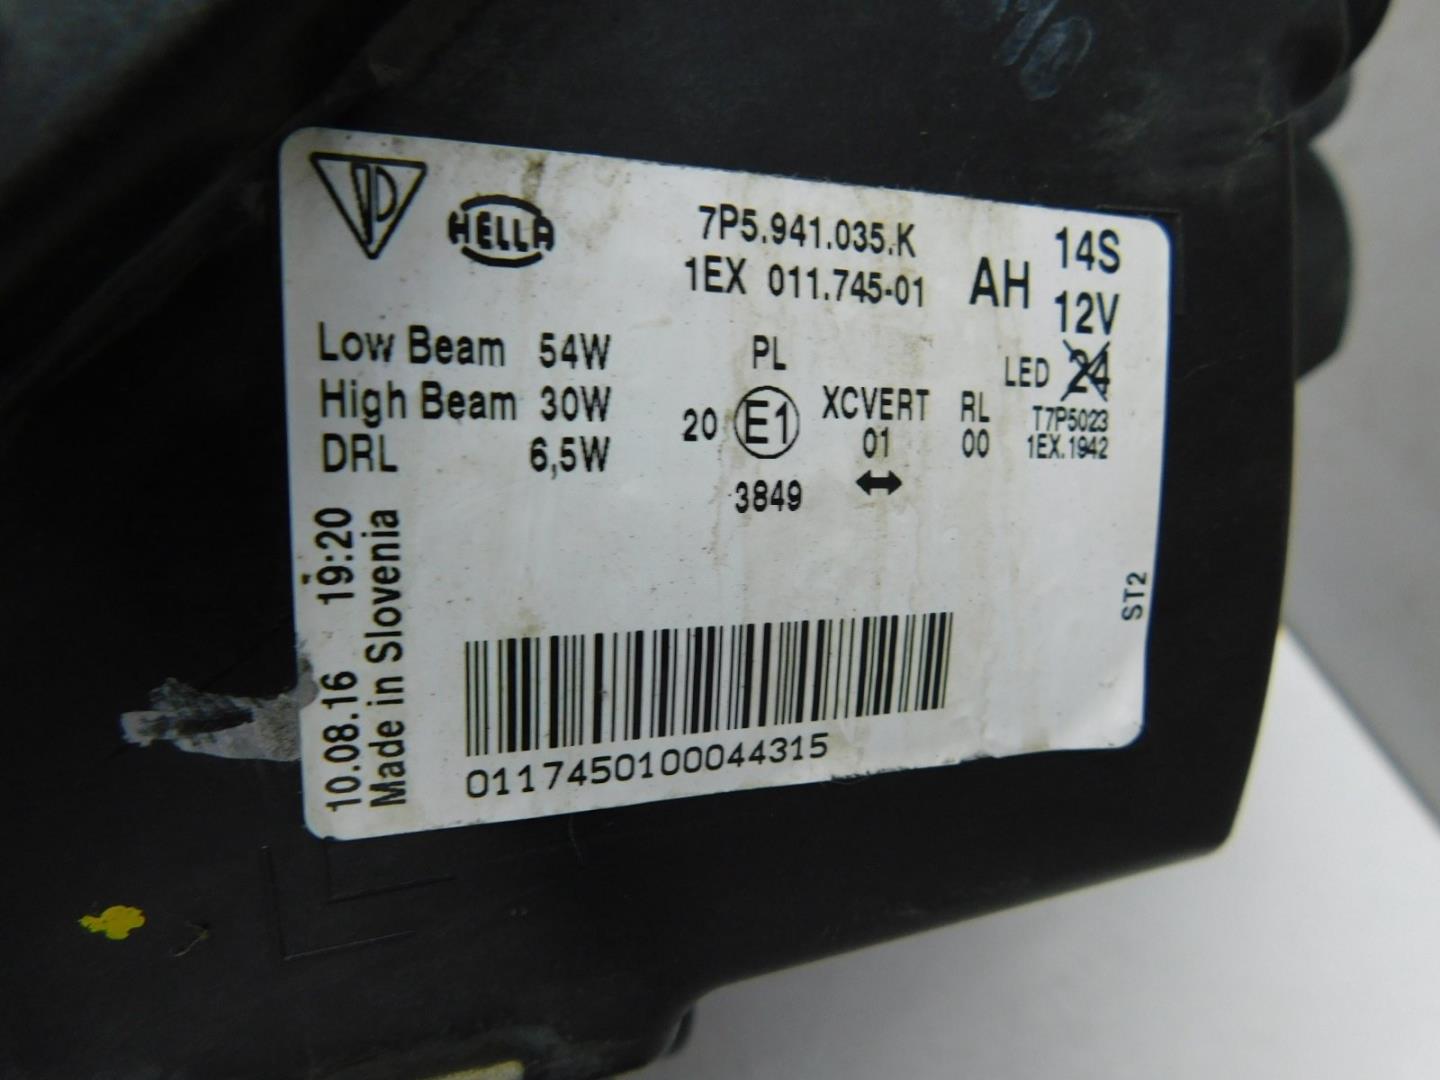 HELLA
7P5.941.035.K
1EX 011.745-01
AH
14S
12V
LED 24
T7P5023
1EX.1942
Low Beam 54W
High Beam 30W
DRL 6,5W
PL
20 E1 XCVERT RL
01 00
3849
10.08.16 19:20
Made in Slovenia
ST2
0117450100044315